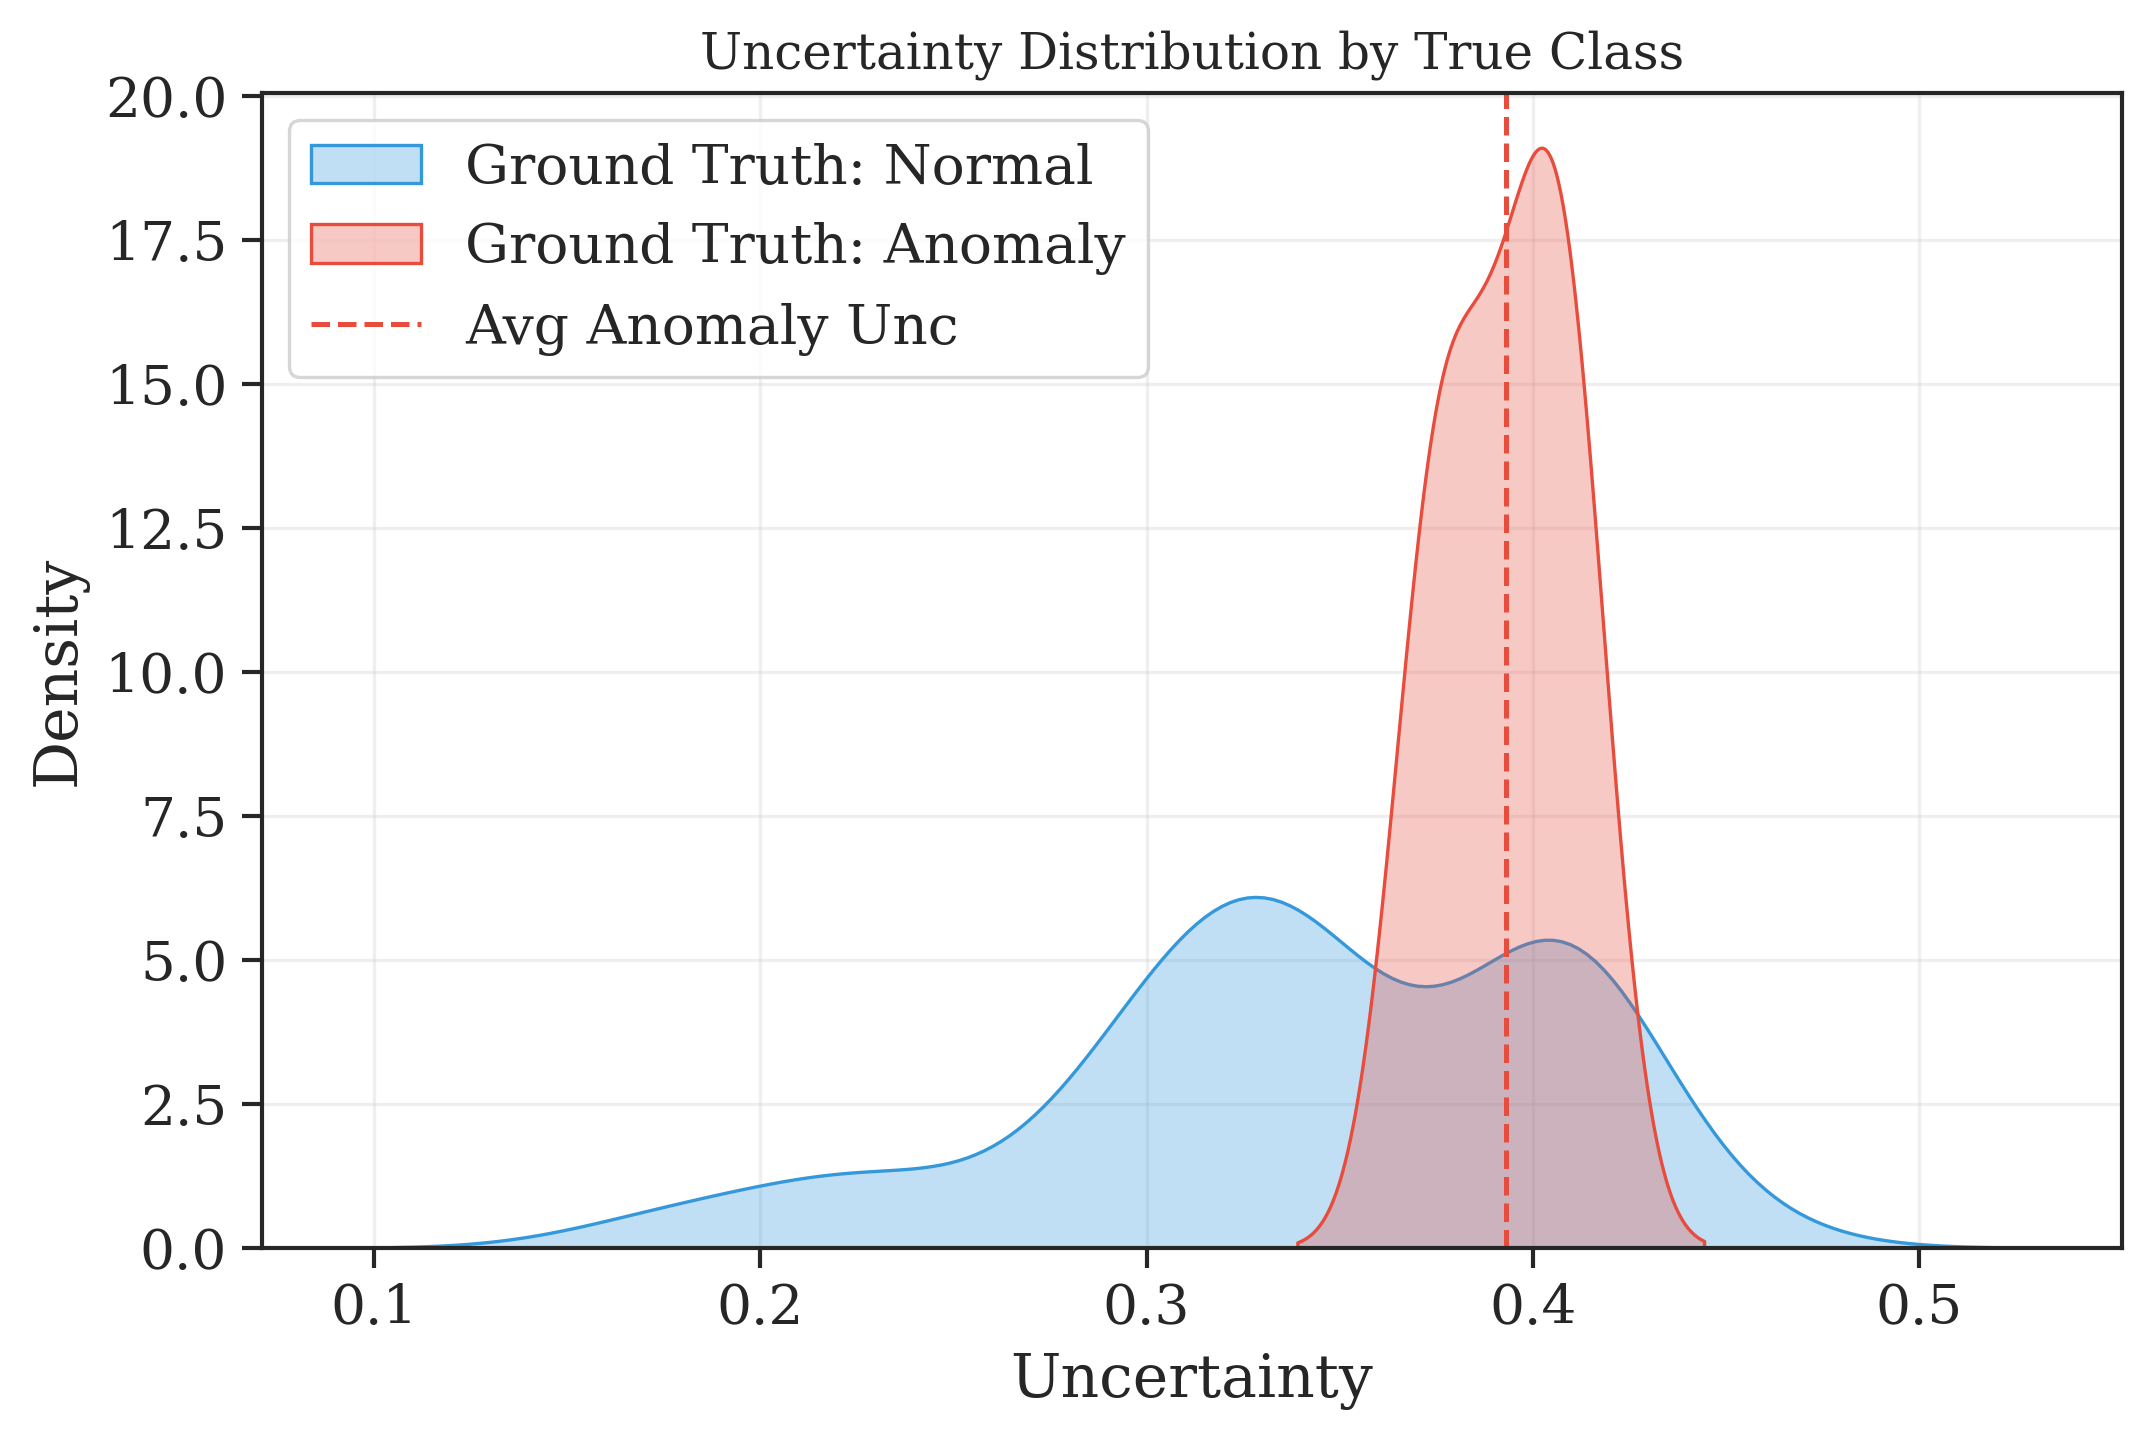 Uncertainty Distribution by True Class
Ground Truth: Normal
Ground Truth: Anomaly
Avg Anomaly Unc
Density
20.0
17.5
15.0
12.5
10.0
7.5
5.0
2.5
0.0
0.1 0.2 0.3 0.4 0.5
Uncertainty